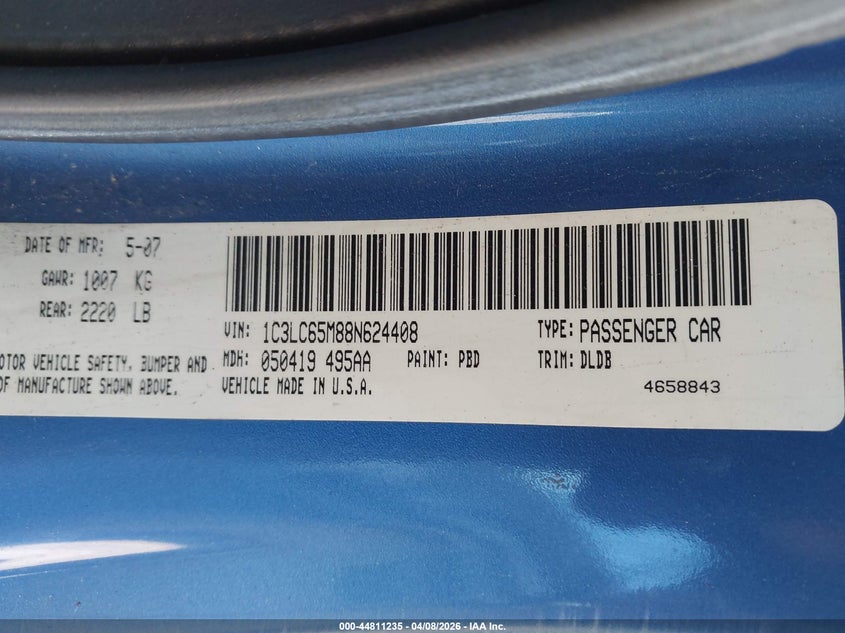 DATE OF MFR: 5-07
GAWR: 1007 KG
REAR: 2220 LB
VIN: 1C3LC65M88N624408 TYPE: PASSENGER CAR
OTOR VEHICLE SAFETY, BUMPER AND MDH: 050419 495AA PAINT: PBD TRIM: DLDB
OF MANUFACTURE SHOWN ABOVE. VEHICLE MADE IN U.S.A. 4658843
000-44811235 - 04/08/2026 - IAA Inc.